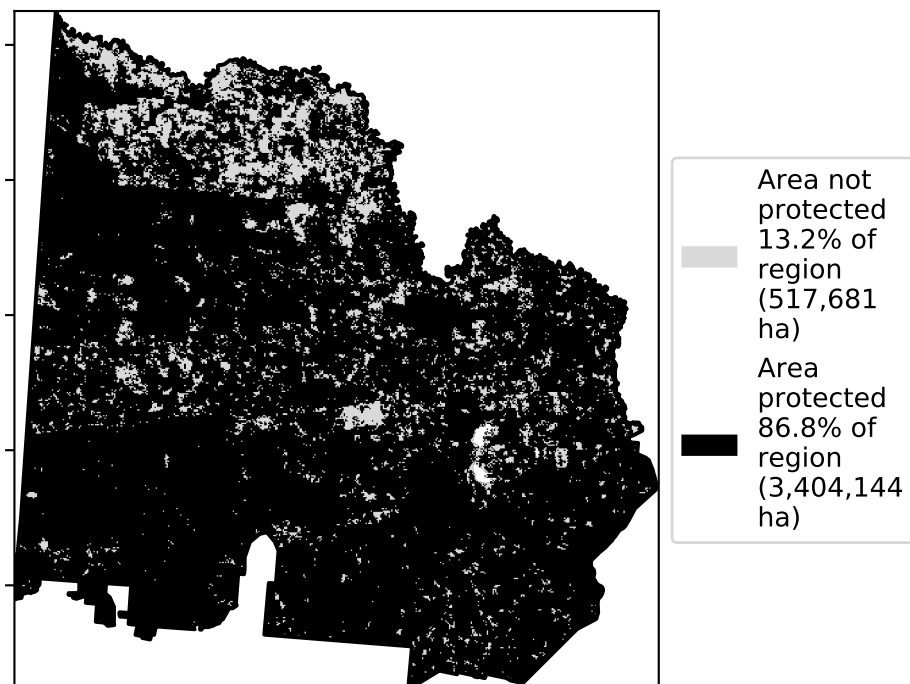 Area not
protected
13.2% of
region
(517,681
ha)
Area
protected
86.8% of
region
(3,404,144
ha)